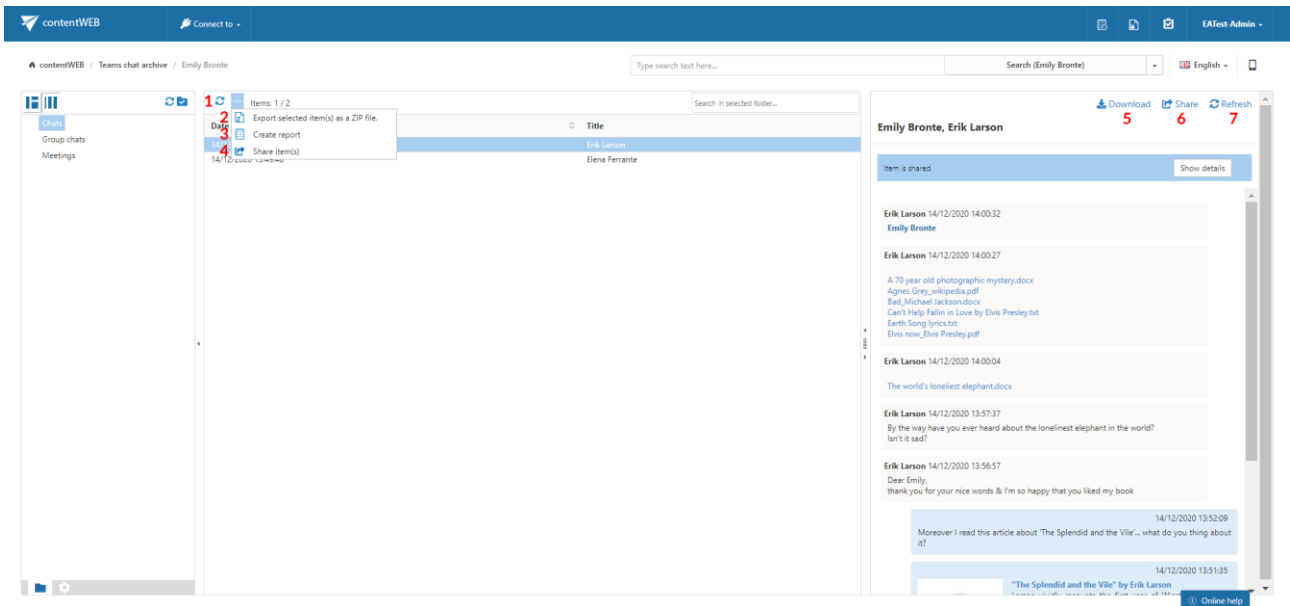 contentWEB
Connect to
EATest-Admin
contentWEB / Teams chat archive / Emily Bronte
Type search text here...
Search (Emily Bronte)
English
Chats
Group chats
Meetings
1
Items: 1 / 2
Search in selected folder...
2 Export selected item(s) as a ZIP file.
3 Create report
4 Share item(s)
Date
Title
Erik Larson
14/12/2020 13:49:48
Elena Ferrante
Download
Share
Refresh
5
6
7
Emily Bronte, Erik Larson
Item is shared.
Show details
Erik Larson 14/12/2020 14:00:32
Emily Bronte
Erik Larson 14/12/2020 14:00:27
A 70 year old photographic mystery.docx
Agnes Grey_wikipedia.pdf
Bad_Michael Jackson.docx
Can't Help Fallin in Love by Elvis Presley.txt
Earth Song lyrics.txt
Elvis now_Elvis Presley.pdf
Erik Larson 14/12/2020 14:00:04
The world's loneliest elephant.docx
Erik Larson 14/12/2020 13:57:37
By the way have you ever heard about the lonelinest elephant in the world?
Isn't it sad?
Erik Larson 14/12/2020 13:56:57
Dear Emily,
thank you for your nice words & I'm so happy that you liked my book
14/12/2020 13:52:09
Moreover I read this article about 'The Splendid and the Vile'... what do you thing about
it?
14/12/2020 13:51:35
"The Splendid and the Vile" by Erik Larson
Online help